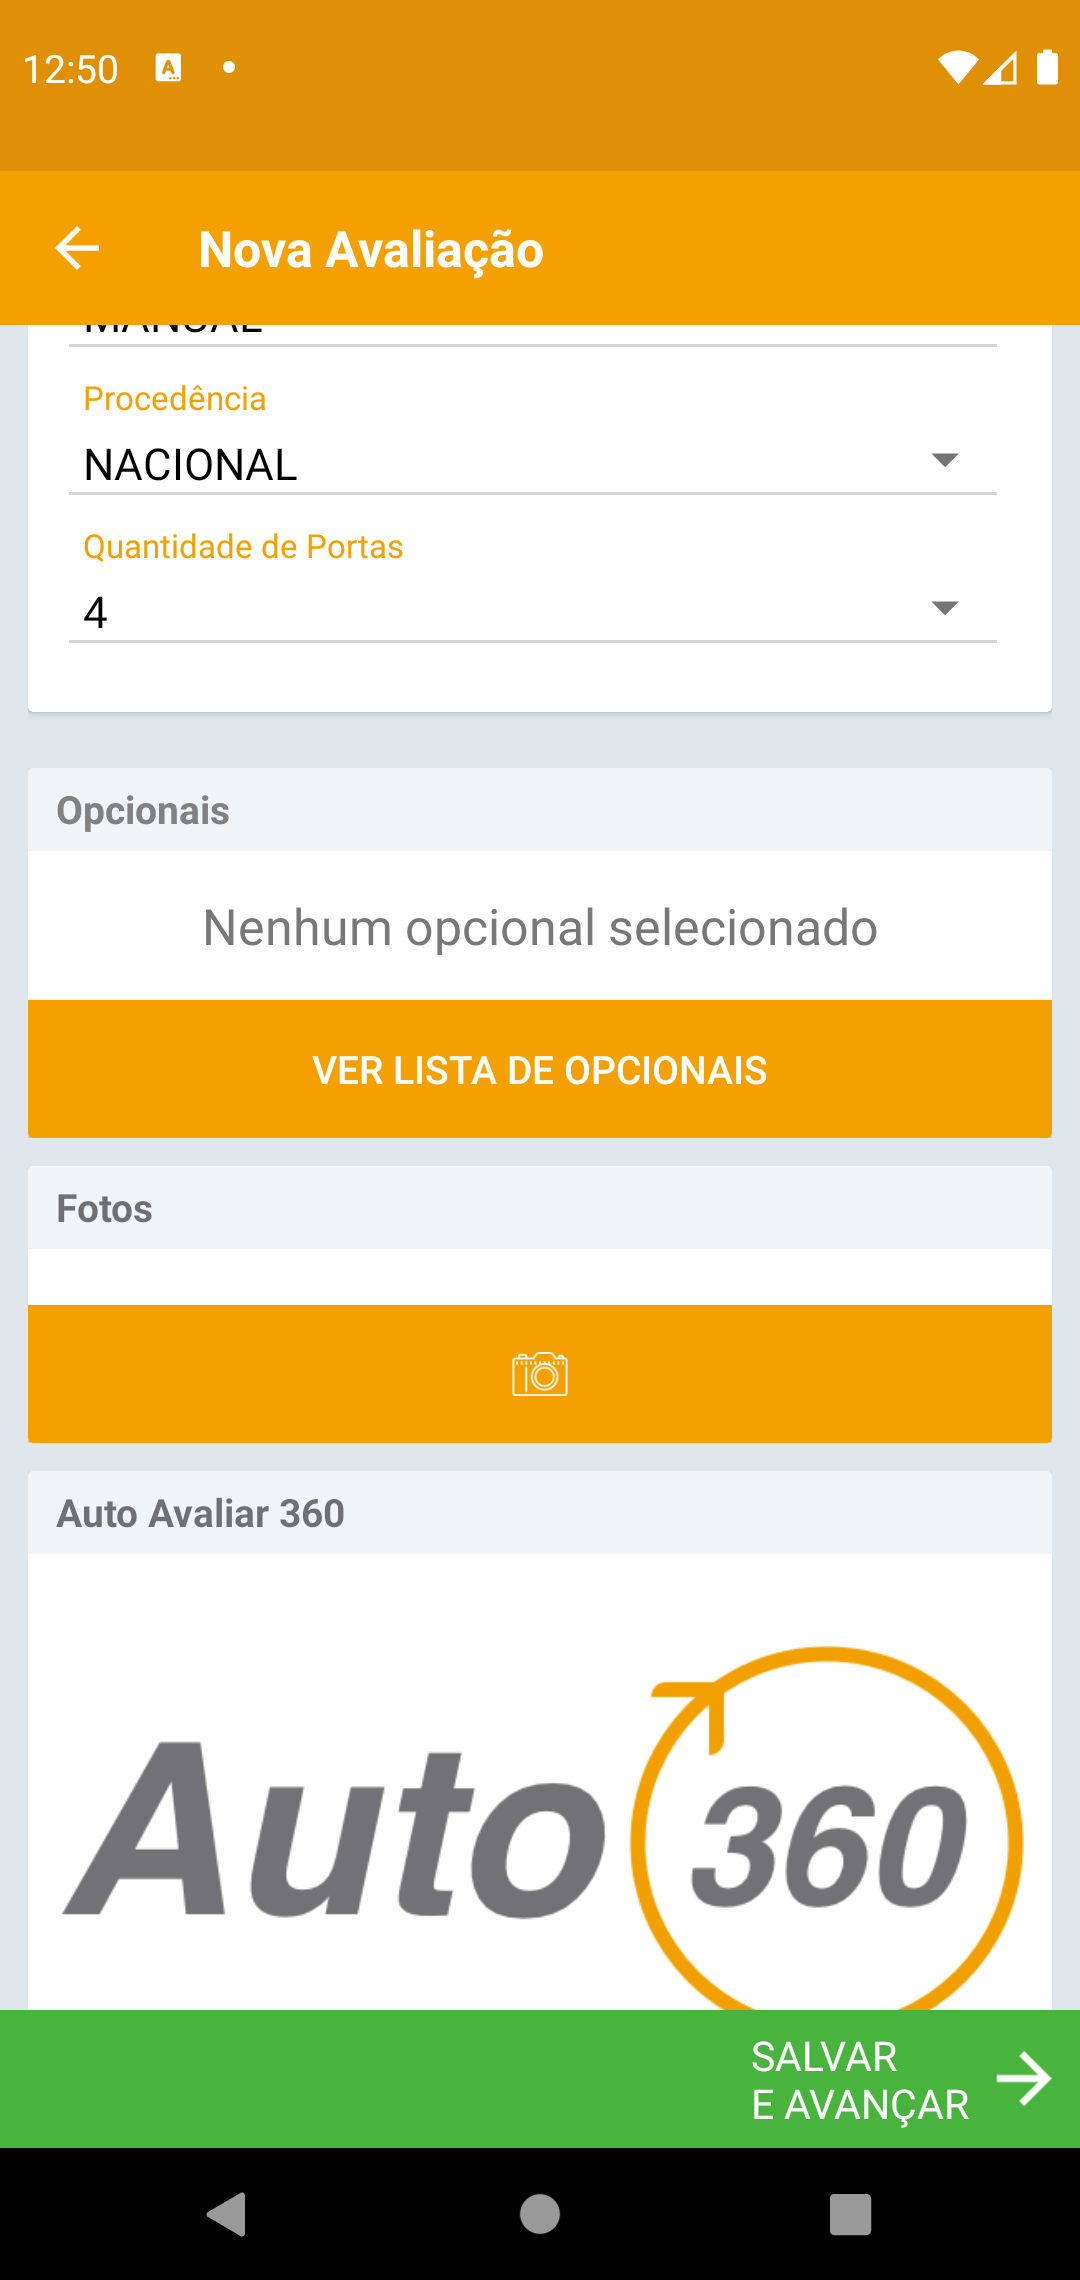 12:50
Nova Avaliação
MANUAL
Procedência
NACIONAL
Quantidade de Portas
4
Opcionais
Nenhum opcional selecionado
VER LISTA DE OPCIONAIS
Fotos
Auto Avaliar 360
Auto 360
SALVAR
E AVANÇAR